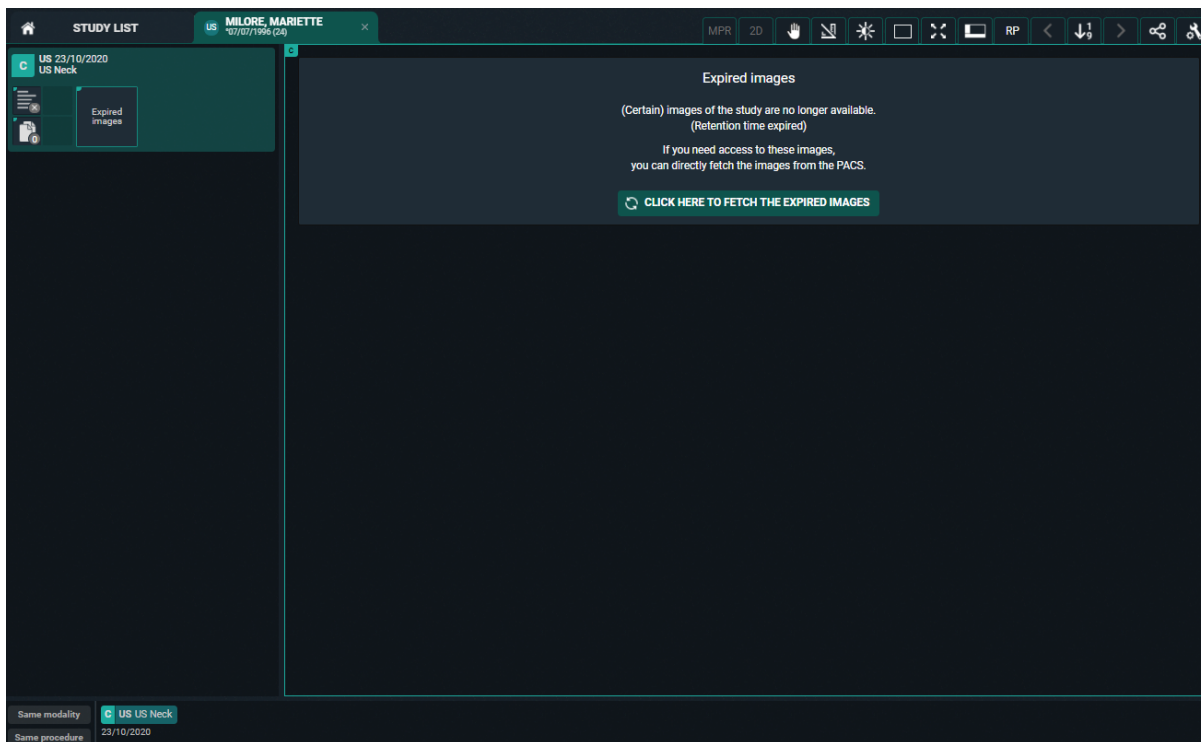 STUDY LIST
US MILORE, MARIETTE
*07/07/1996 (24)
×
MPR 2D RP 1 9
C US 23/10/2020
US Neck
Expired
images
0
C
Expired images
(Certain) images of the study are no longer available.
(Retention time expired)
If you need access to these images,
you can directly fetch the images from the PACS.
CLICK HERE TO FETCH THE EXPIRED IMAGES
Same modality
Same procedure
C US US Neck
23/10/2020